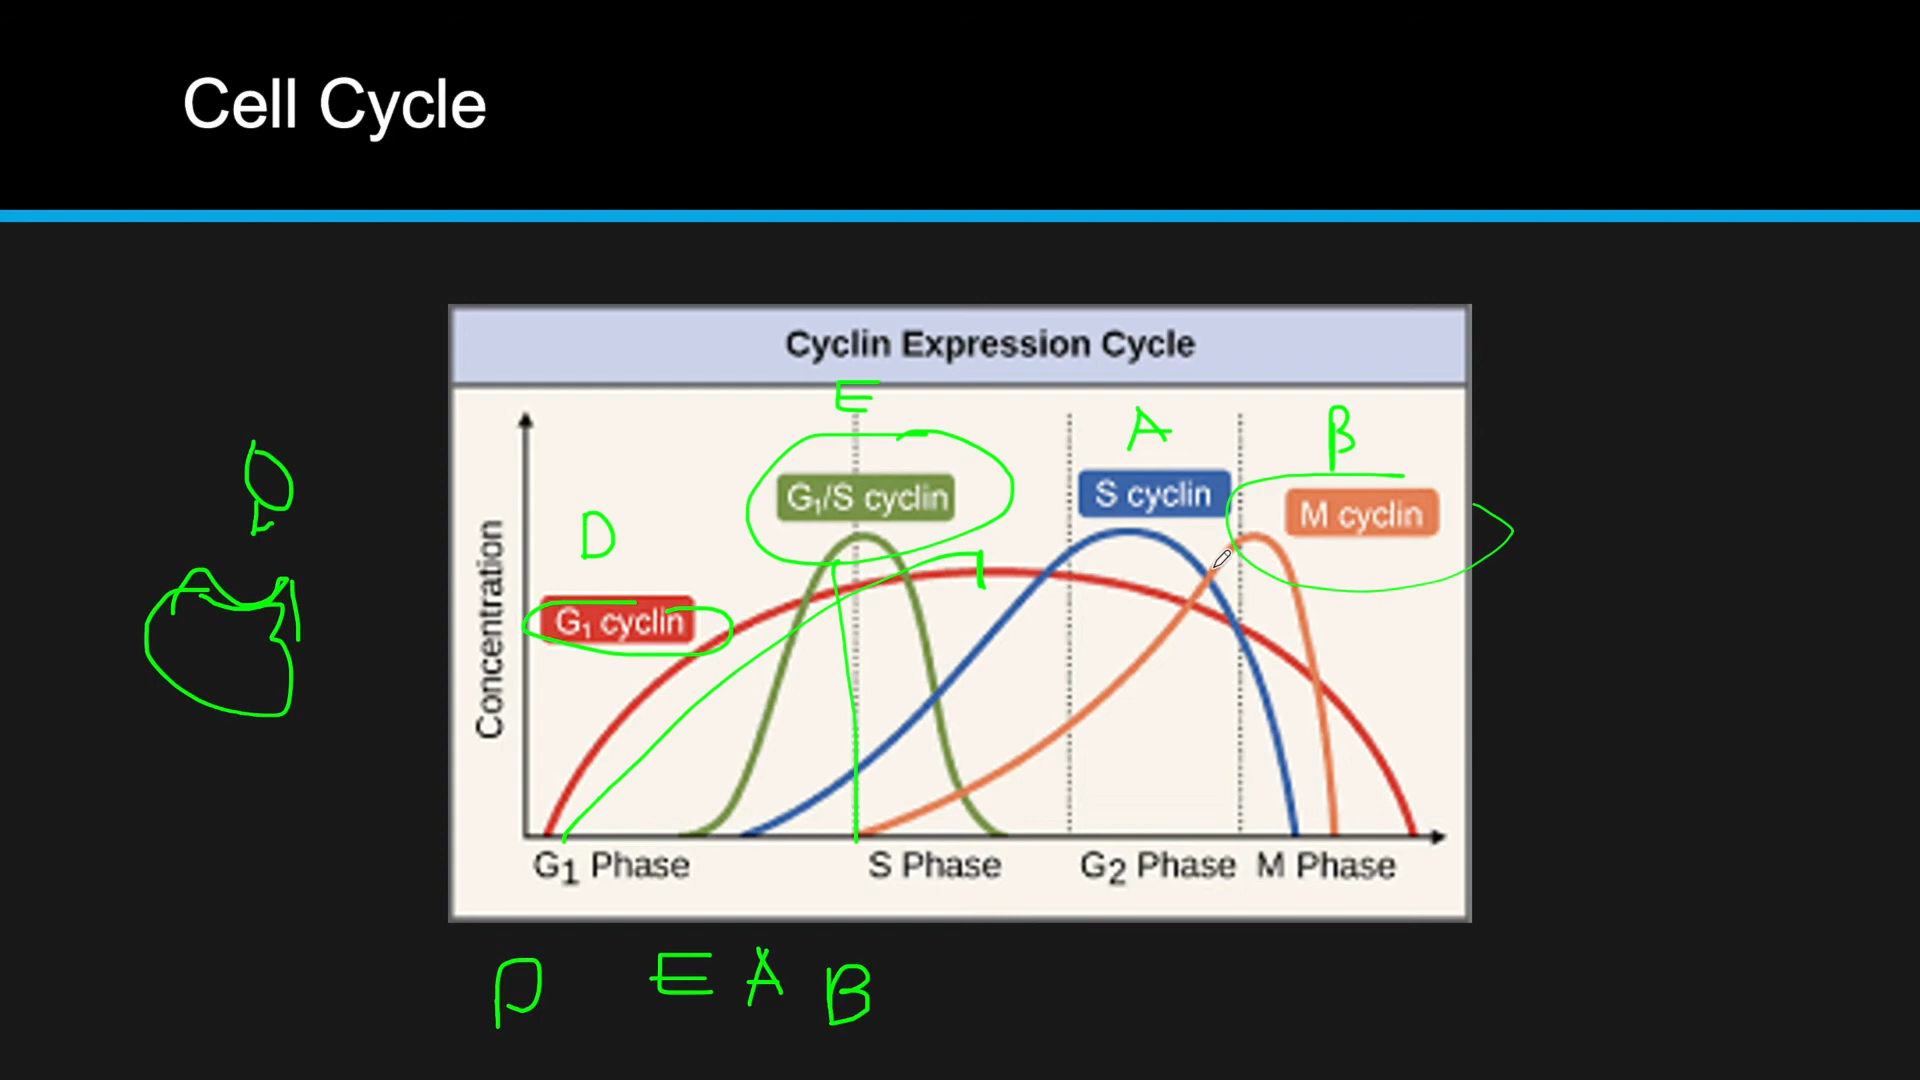 Cell Cycle
Cyclin Expression Cycle
E
A
B
G₁/S cyclin
S cyclin
M cyclin
D
G₁ cyclin
Concentration
G₁ Phase
S Phase
G₂ Phase
M Phase
D E A B